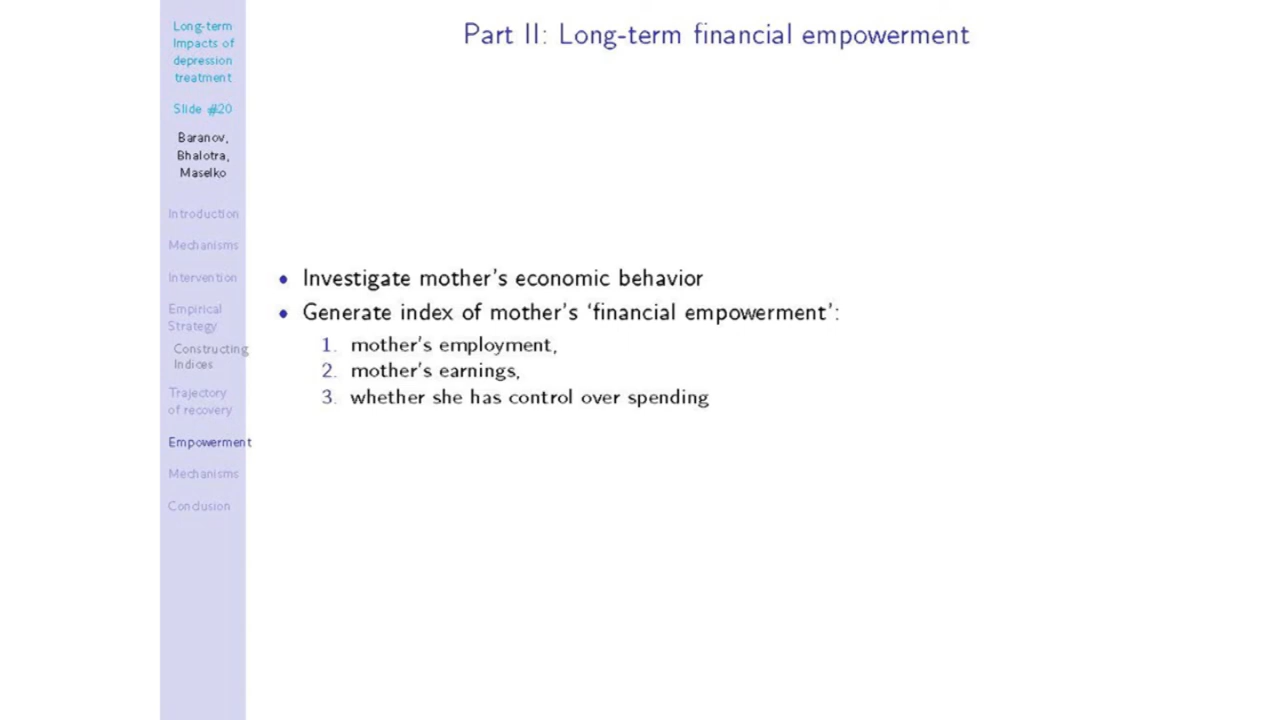 Long-term
Impacts of
depression
treatment
Slide #20
Baranov,
Bhalotra,
Maselko
Introduction
Mechanisms
Intervention
Empirical
Strategy
Constructing
Indices
Trajectory
of recovery
Empowerment
Mechanisms
Conclusion
Part II: Long-term financial empowerment
• Investigate mother's economic behavior
• Generate index of mother's ‘financial empowerment’:
1. mother's employment,
2. mother's earnings,
3. whether she has control over spending